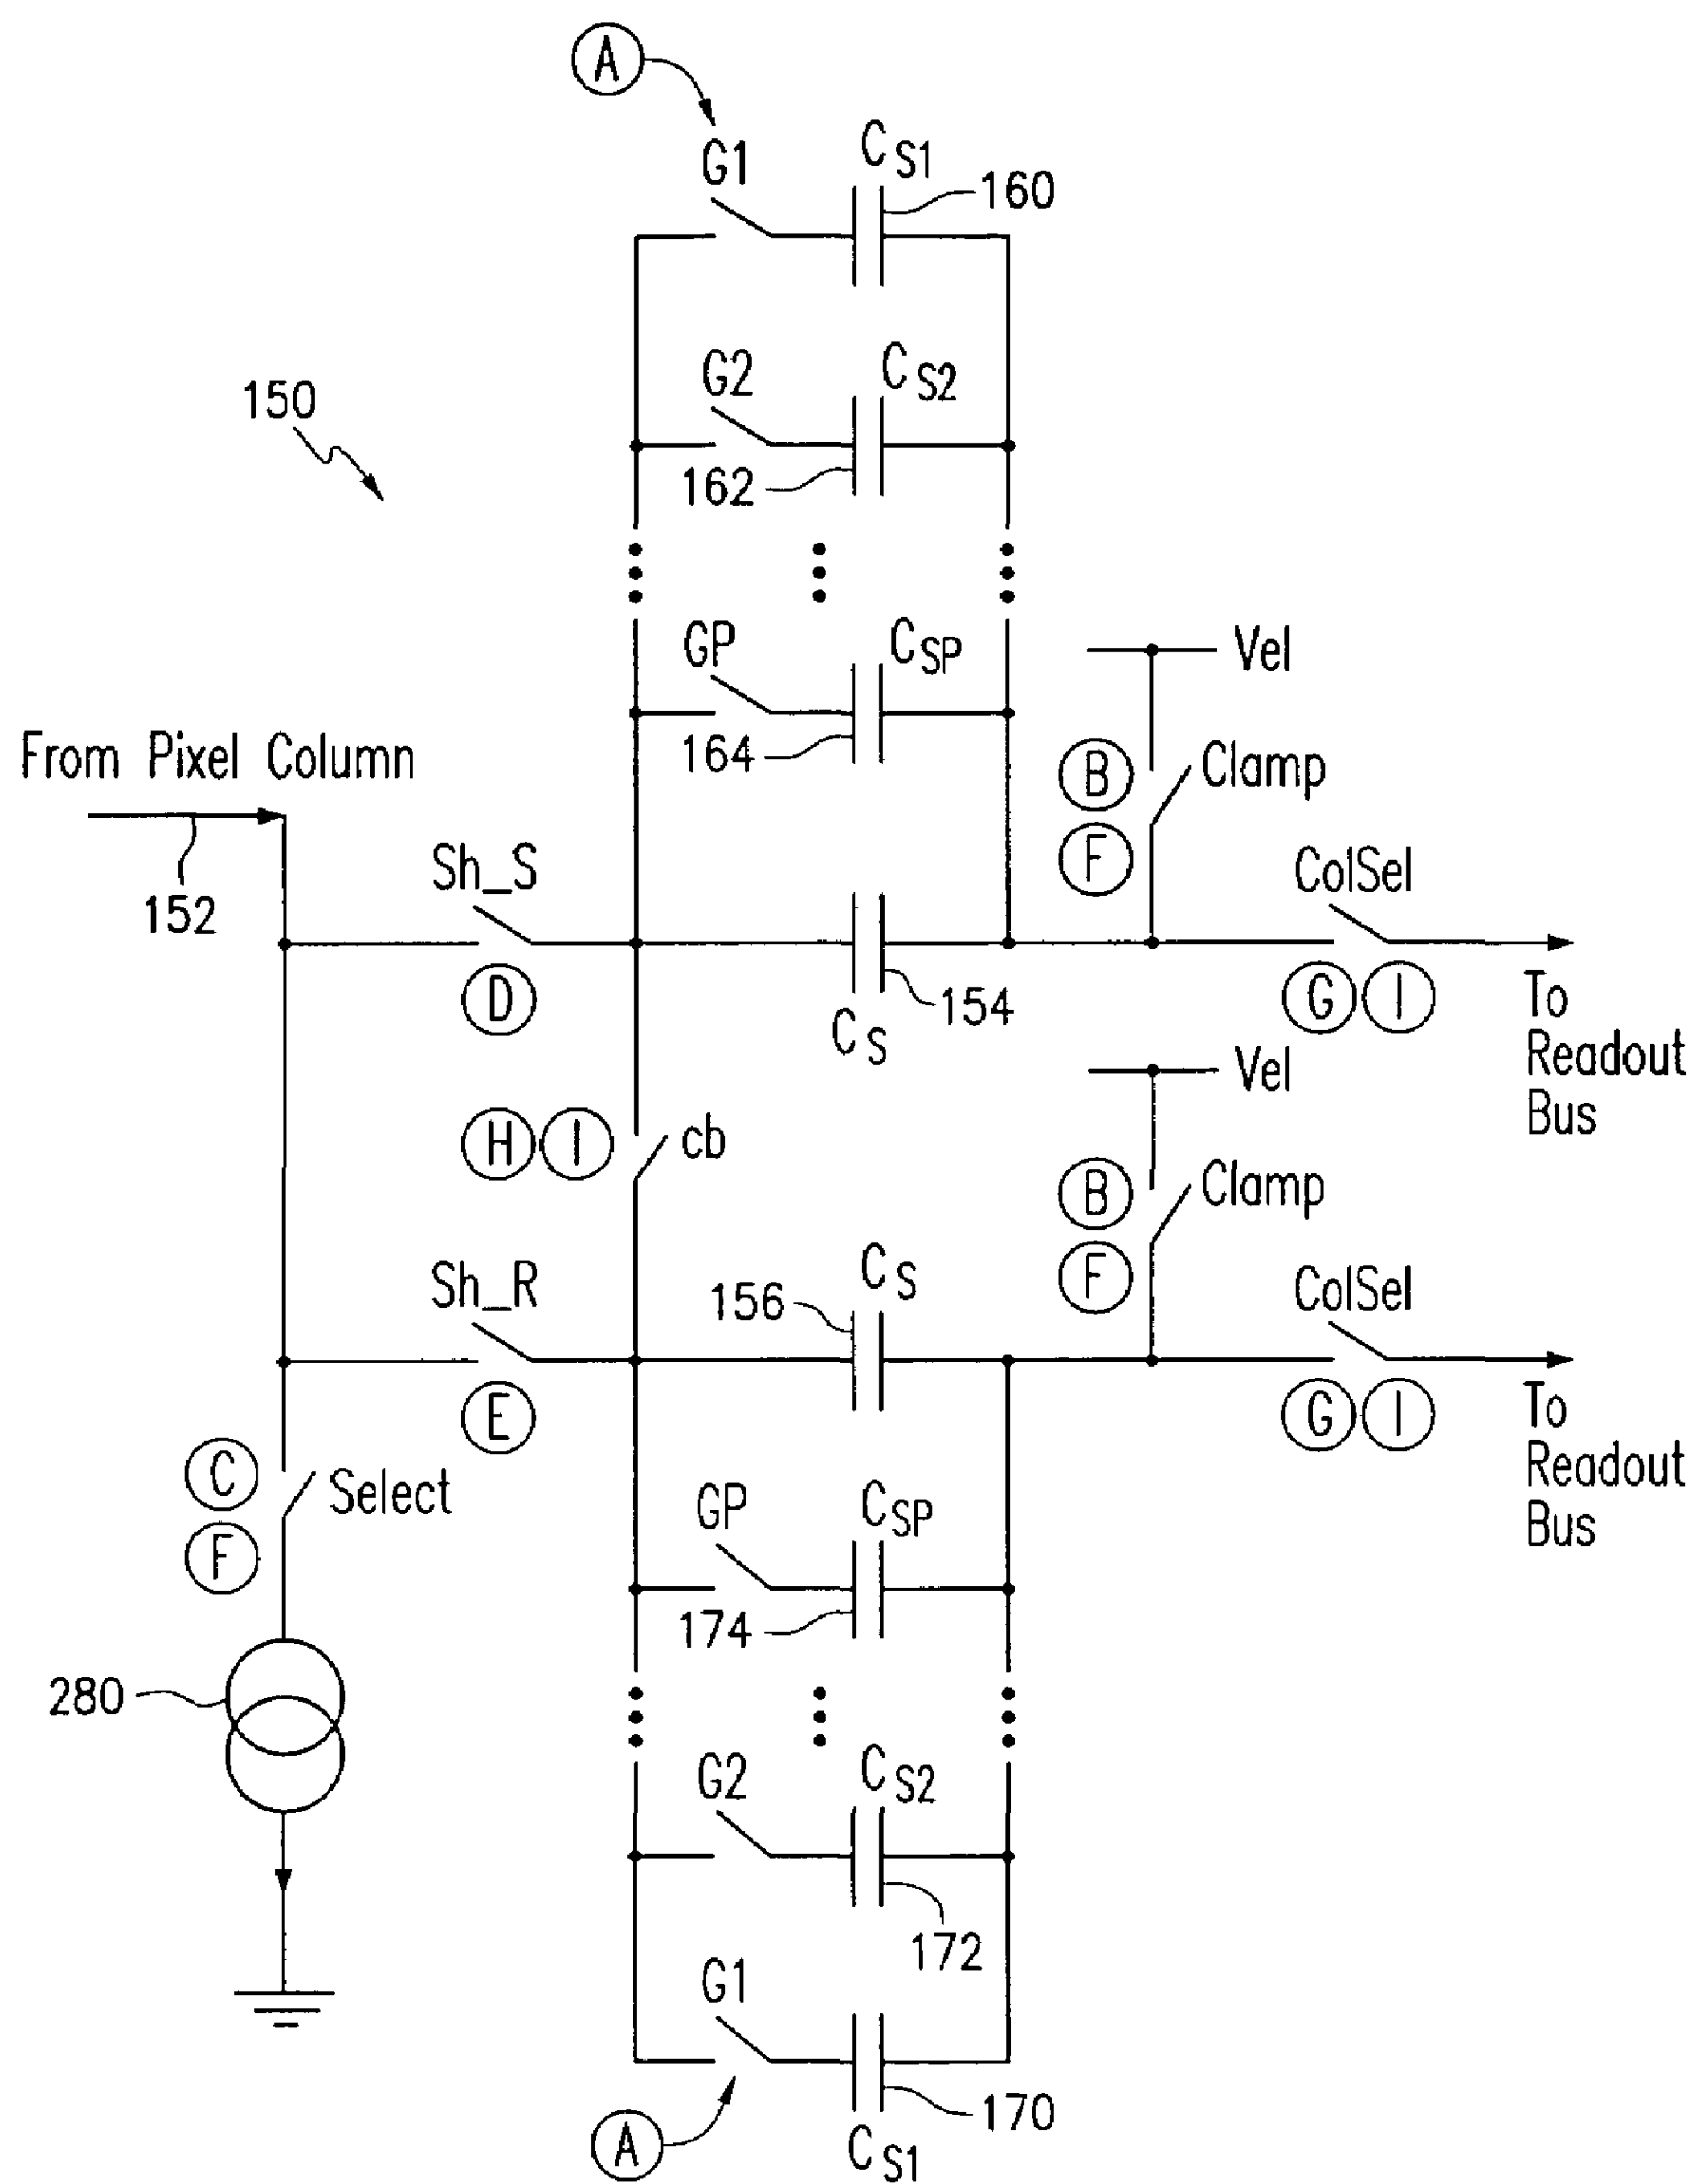 A
G1
CS1
160
150
G2
CS2
162
GP
CSP
164
Vel
From Pixel Column
152
B
Clamp
F
Sh_S
D
CS
154
ColSel
G I
To
Readout
Bus
H I
cb
Vel
B
Clamp
F
Sh_R
E
156
CS
ColSel
G I
To
Readout
Bus
C
Select
F
GP
CSP
174
280
G2
CS2
172
G1
170
A
CS1